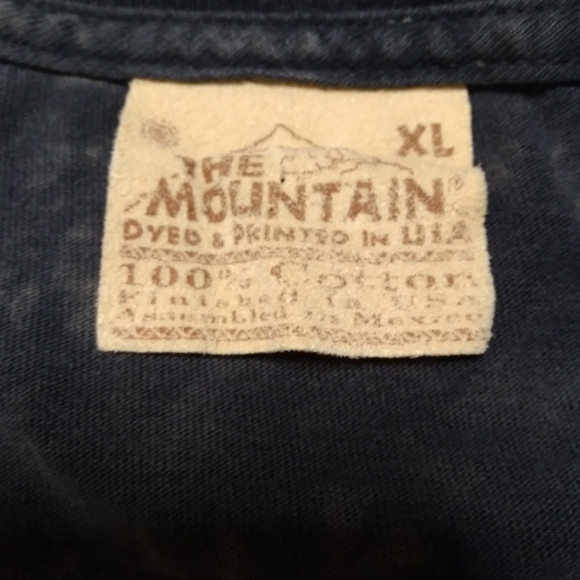 XL
THE
MOUNTAIN
DYED & PRINTED IN USA
100% Cotton
Finished in USA
Assembled in Mexico